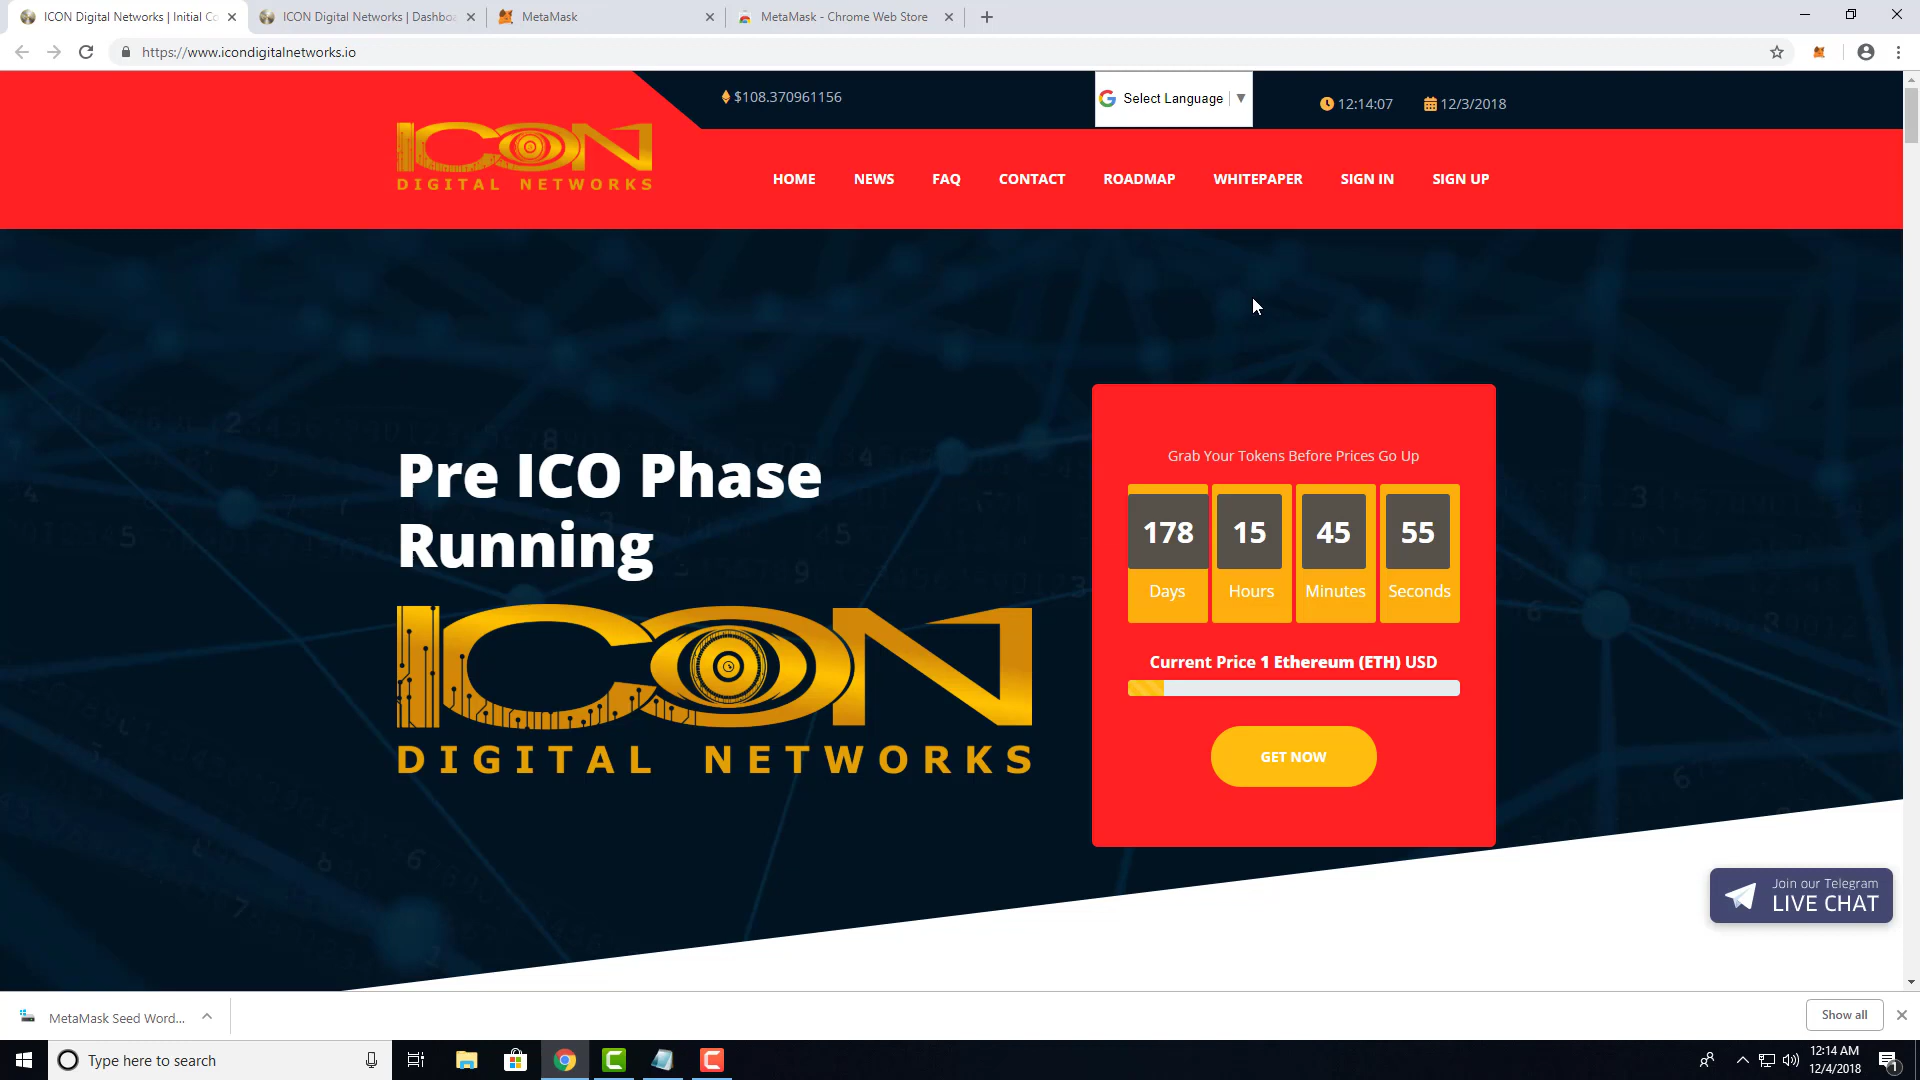 ICON Digital Networks | Initial Co
ICON Digital Networks | Dashbo
MetaMask
MetaMask - Chrome Web Store
https://www.icondigitalnetworks.io
$108.370961156
Select Language ▼
12:14:07
12/3/2018
ICON
DIGITAL NETWORKS
HOME
NEWS
FAQ
CONTACT
ROADMAP
WHITEPAPER
SIGN IN
SIGN UP
Pre ICO Phase
Running
ICON
DIGITAL NETWORKS
Grab Your Tokens Before Prices Go Up
178 15 45 55
Days Hours Minutes Seconds
Current Price 1 Ethereum (ETH) USD
GET NOW
Join our Telegram
LIVE CHAT
MetaMask Seed Word...
Show all
Type here to search
12:14 AM
12/4/2018
1